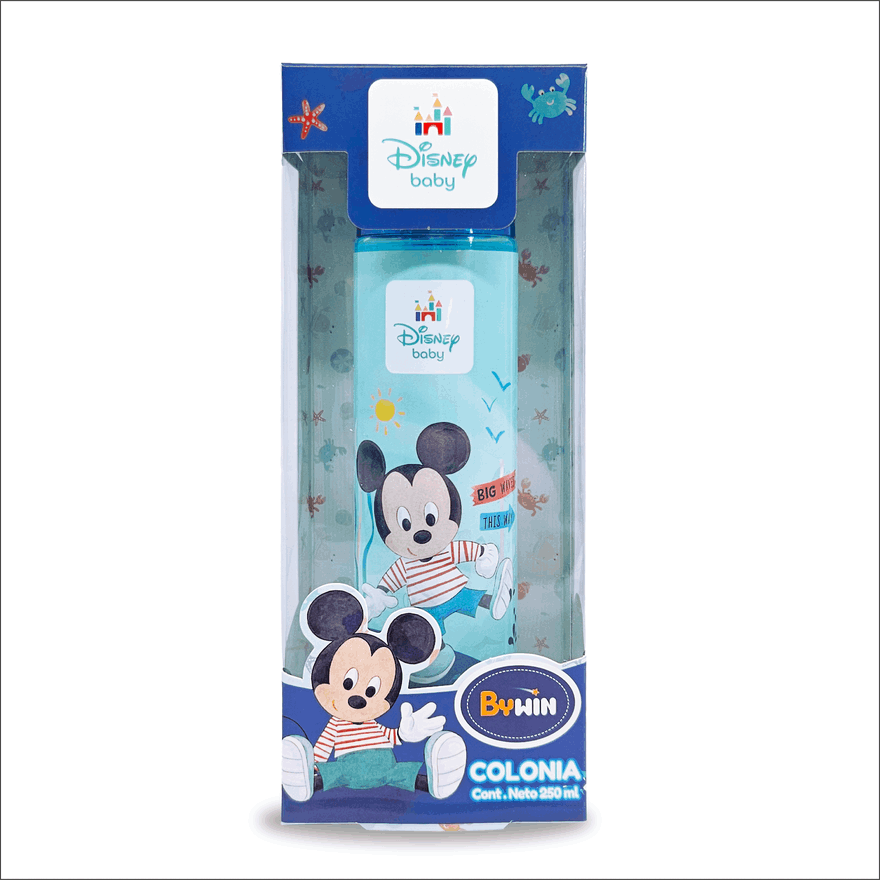 Disney
baby
Disney
baby
BIG
THIS
Bywin
COLONIA
Cont. Neto 250 ml